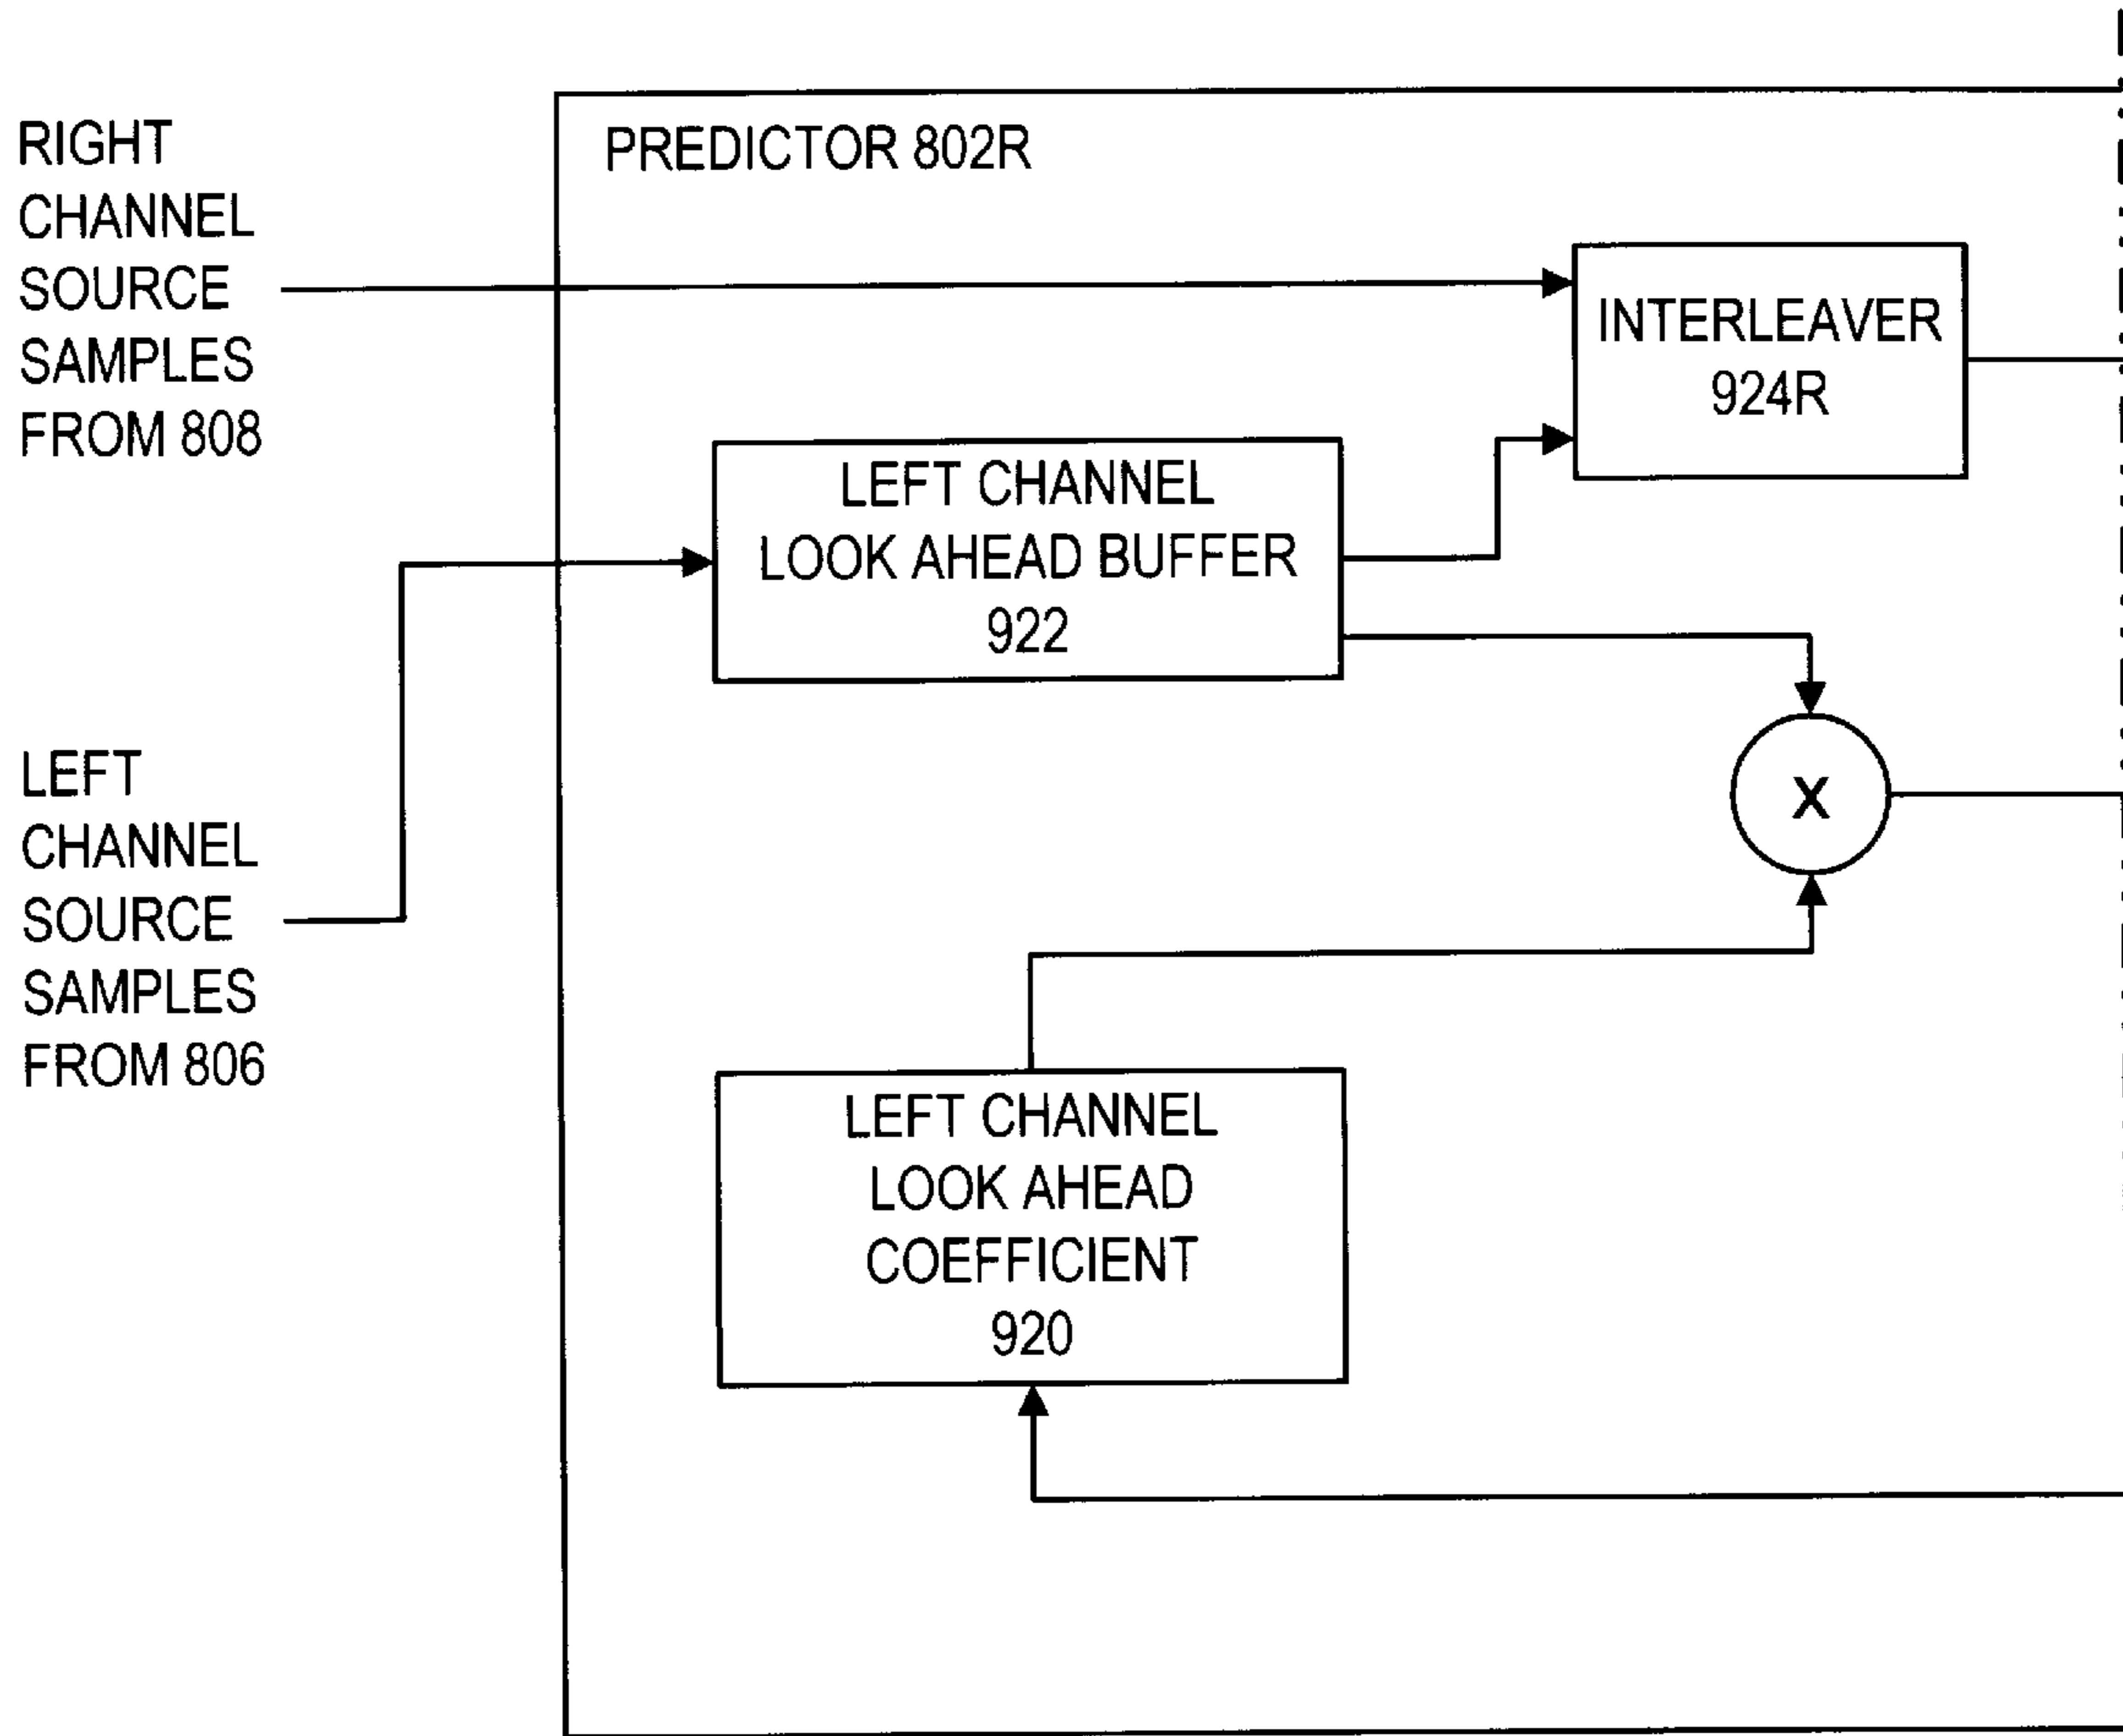 RIGHT
CHANNEL
SOURCE
SAMPLES
FROM 808
PREDICTOR 802R
INTERLEAVER
924R
LEFT CHANNEL
LOOK AHEAD BUFFER
922
LEFT
CHANNEL
SOURCE
SAMPLES
FROM 806
X
LEFT CHANNEL
LOOK AHEAD
COEFFICIENT
920